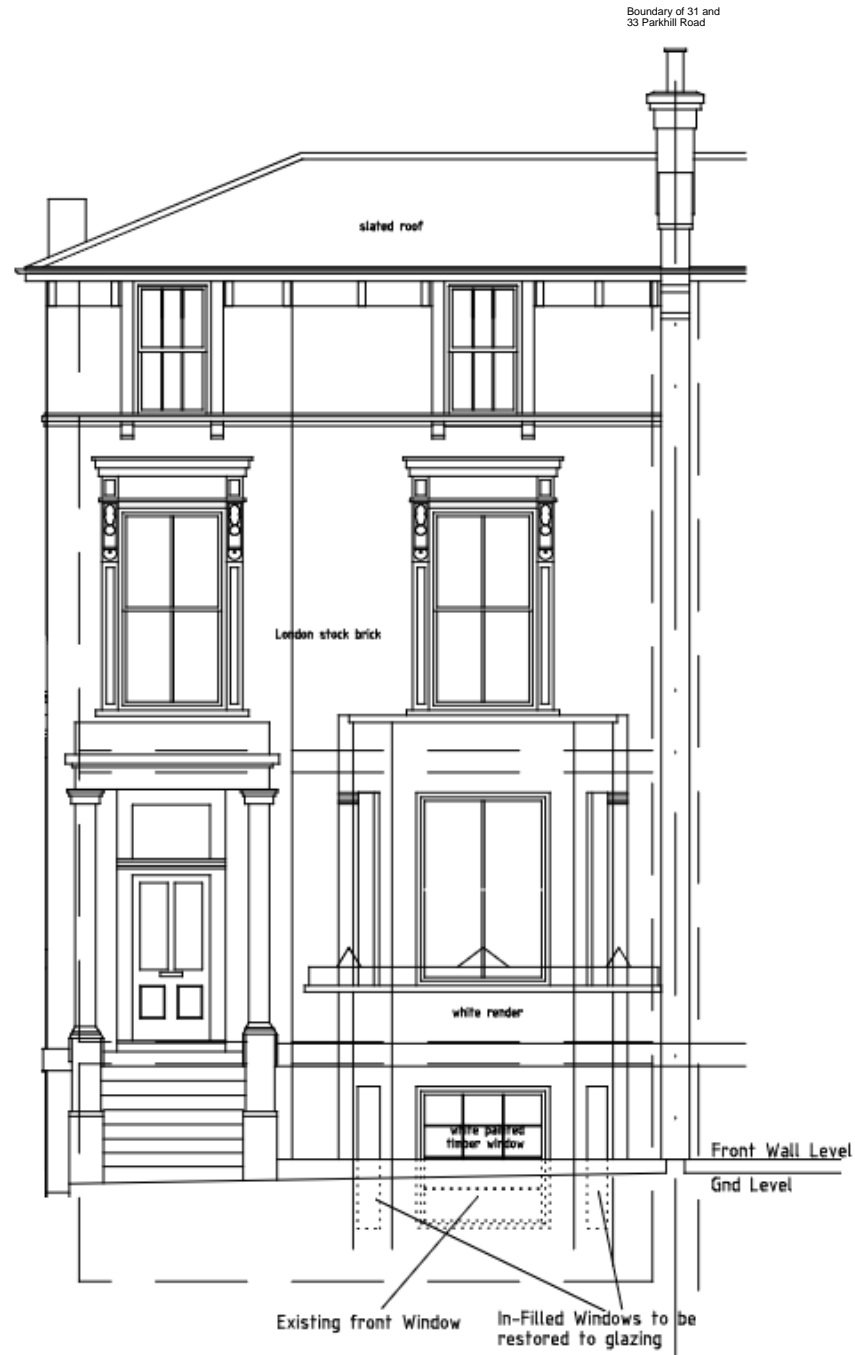 Boundary of 31 and
33 Parkhill Road
slated roof
London stock brick
white render
white painted
timber window
Front Wall Level
Gnd Level
Existing front Window
In-Filled Windows to be
restored to glazing